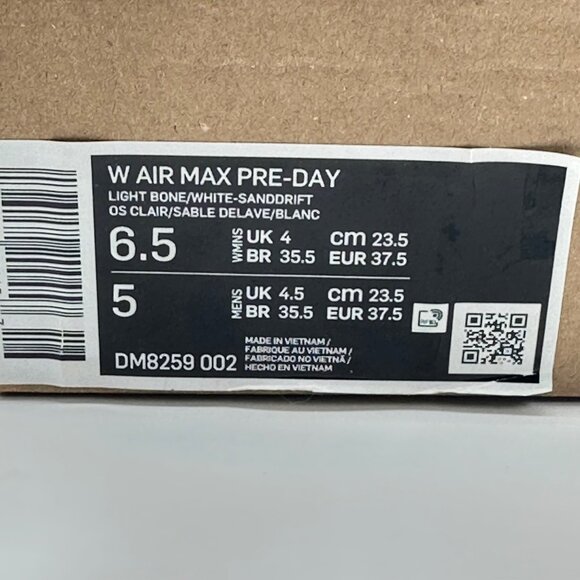 W AIR MAX PRE-DAY
LIGHT BONE/WHITE-SANDDRIFT
OS CLAIR/SABLE DELAVE/BLANC
6.5 WMNS UK 4 cm 23.5
BR 35.5 EUR 37.5
5 MENS UK 4.5 cm 23.5
BR 35.5 EUR 37.5
DM8259 002
MADE IN VIETNAM /
FABRIQUE AU VIETNAM /
FABRICADO NO VIETNÃ /
HECHO EN VIETNAM